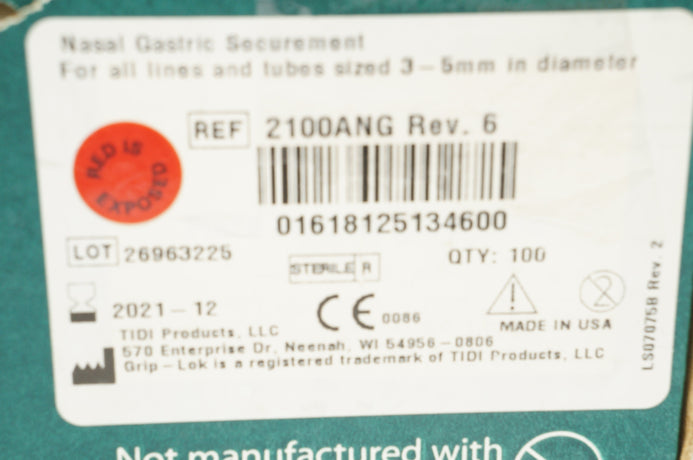 Nasal Gastric Securement
For all lines and tubes sized 3 – 5mm in diameter
REF 2100ANG Rev. 6
RED IS EXPOSED
01618125134600
LOT 26963225
STERILE R
QTY: 100
2021 – 12
CE 0086
2
MADE IN USA
TIDI Products, LLC
570 Enterprise Dr, Neenah, WI 54956 – 0806
Grip – Lok is a registered trademark of TIDI Products, LLC
LS07075B Rev. 2
Not manufactured with